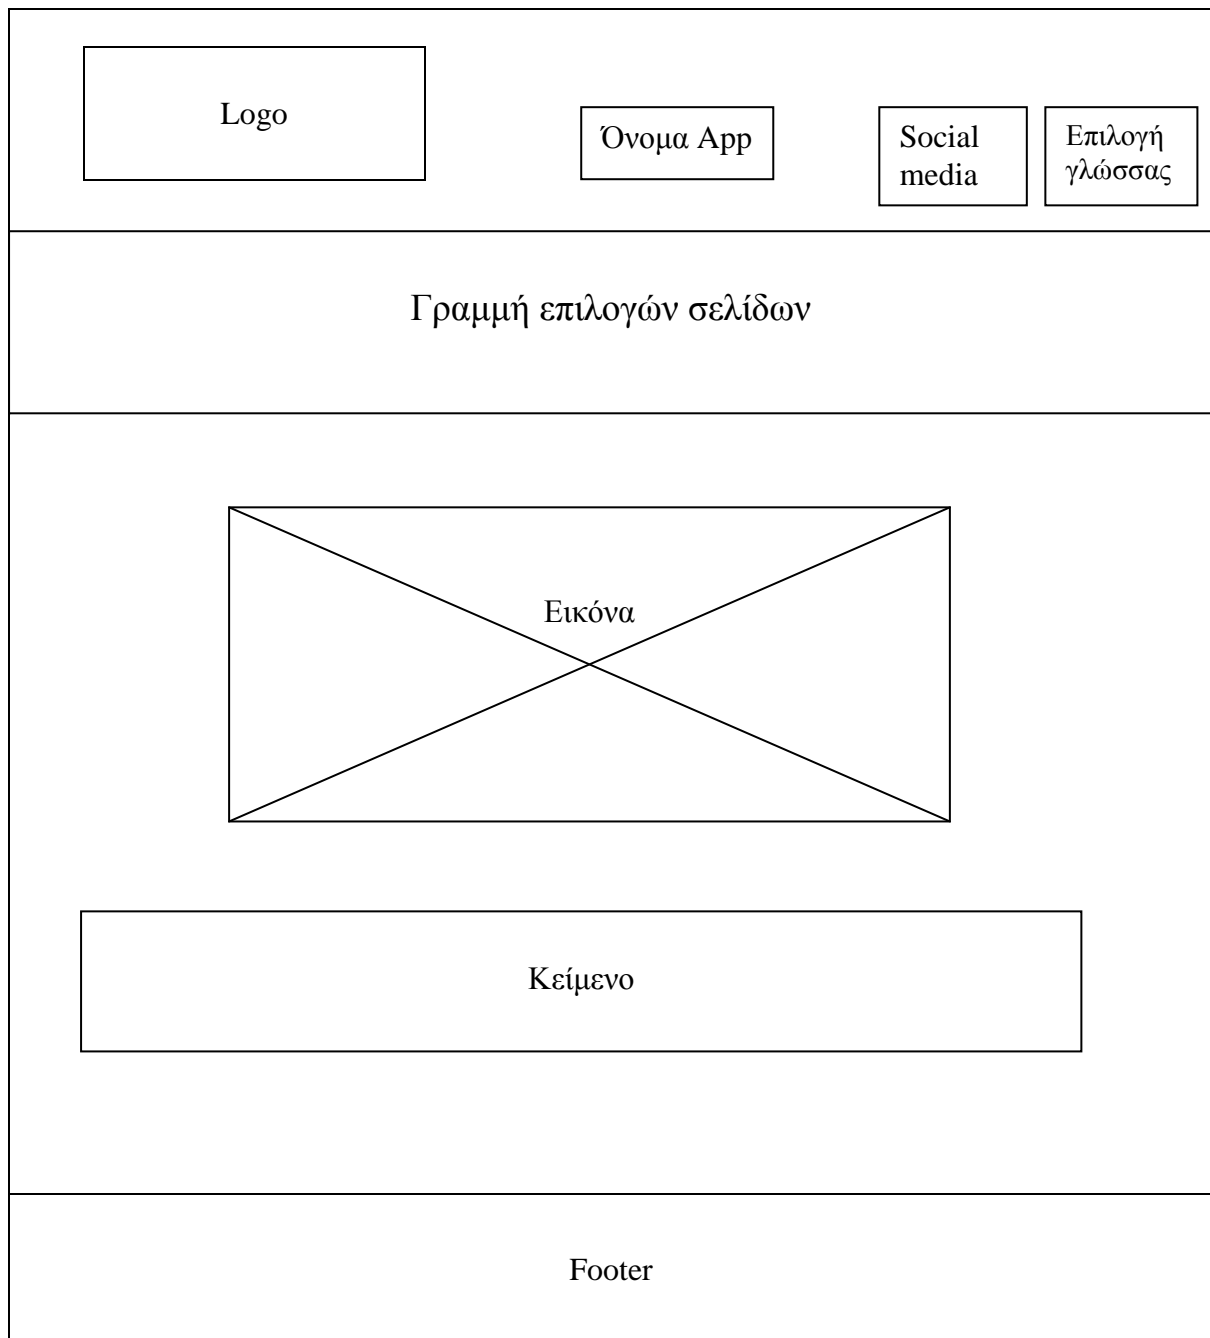 Logo
Όνομα App
Social
media
Επιλογή
γλώσσας
Γραμμή επιλογών σελίδων
Εικόνα
Κείμενο
Footer